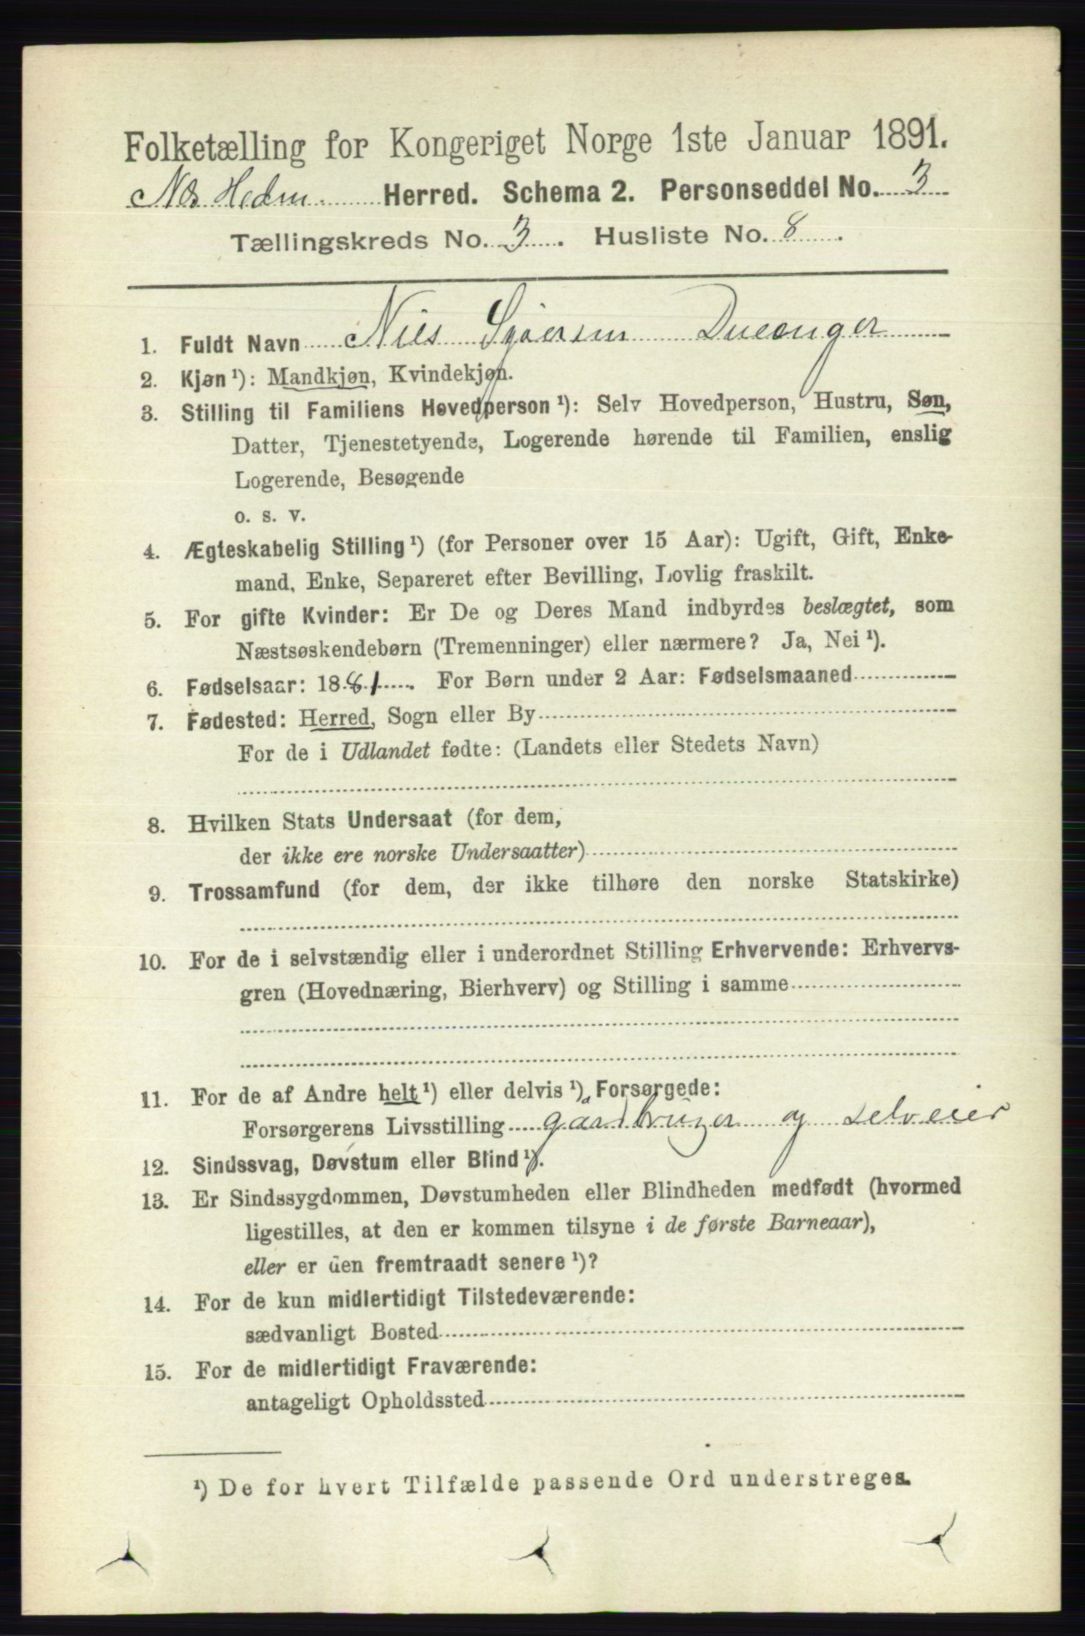 Folketælling for Kongeriget Norge 1ste Januar 1891.
Nes Hedm. Herred. Schema 2. Personseddel No. 3
Tællingskreds No. 3. Husliste No. 8.
1. Fuldt Navn Nils
2. Kjøn ¹): Mandkjøn, Kvindekjøn.
3. Stilling til Familiens Hovedperson ¹): Selv Hovedperson, Hustru, Søn,
Datter, Tjenestetyende, Logerende hørende til Familien, enslig
Logerende, Besøgende
o. s. v.
4. Ægteskabelig Stilling ¹) (for Personer over 15 Aar): Ugift, Gift, Enke-
mand, Enke, Separeret efter Bevilling, Lovlig fraskilt.
5. For gifte Kvinder: Er De og Deres Mand indbyrdes beslægtet, som
Næstsøskendebørn (Tremenninger) eller nærmere? Ja, Nei ¹).
6. Fødselsaar: 1881. For Børn under 2 Aar: Fødselsmaaned
7. Fødested: Herred, Sogn eller By
For de i Udlandet fødte: (Landets eller Stedets Navn)
8. Hvilken Stats Undersaat (for dem,
der ikke ere norske Undersaatter)
9. Trossamfund (for dem, der ikke tilhøre den norske Statskirke)
10. For de i selvstændig eller i underordnet Stilling Erhvervende: Erhvervs-
gren (Hovednæring, Bierhverv) og Stilling i samme
11. For de af Andre helt ¹) eller delvis ¹) Forsørgede:
Forsørgerens Livsstilling gaardbruger og selveier
12. Sindssvag, Døvstum eller Blind ¹).
13. Er Sindssygdommen, Døvstumheden eller Blindheden medfødt (hvormed
ligestilles, at den er kommen tilsyne i de første Barneaar),
eller er den fremtraadt senere ¹)?
14. For de kun midlertidigt Tilstedeværende:
sædvanligt Bosted
15. For de midlertidigt Fraværende:
antageligt Opholdssted
¹) De for hvert Tilfælde passende Ord understreges.